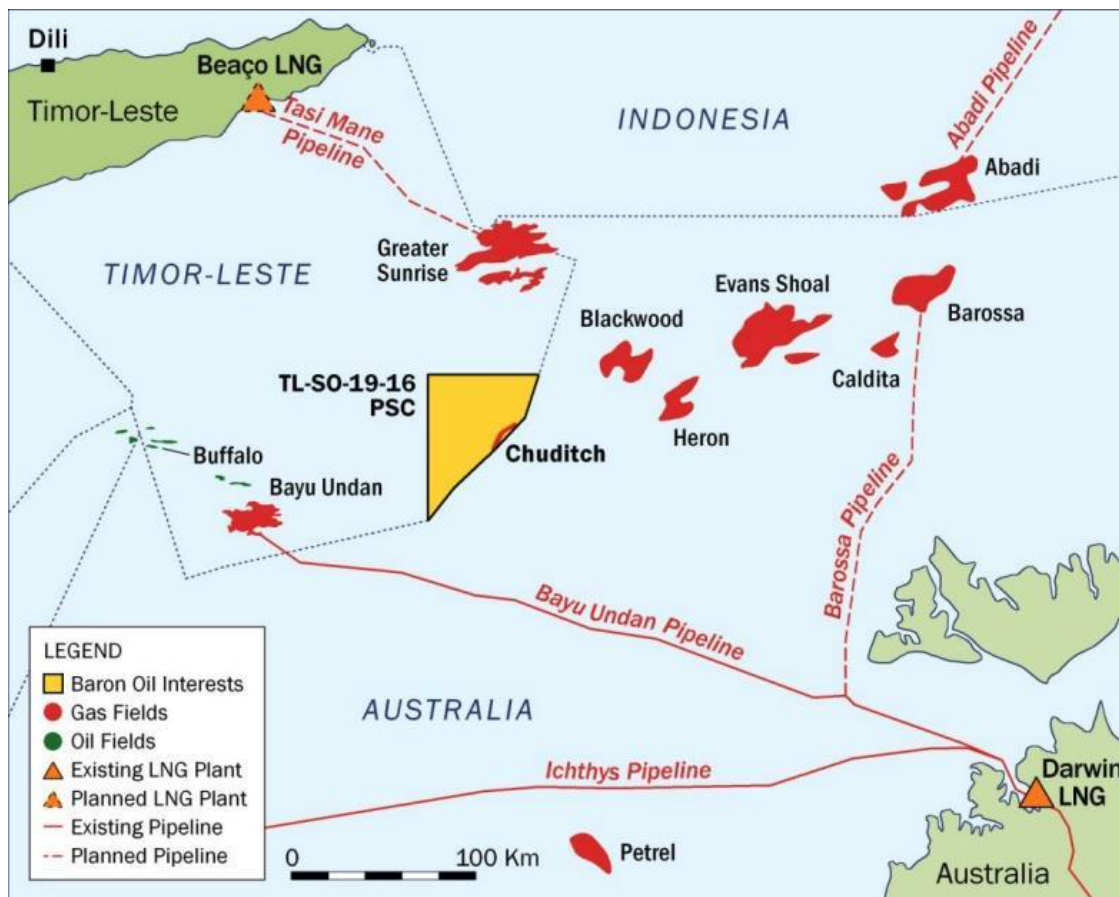 Dili
Beaço LNG
Timor-Leste
Tasi Mane
Pipeline
INDONESIA
Abadi Pipeline
Abadi
Greater
Sunrise
TIMOR-LESTE
Evans Shoal
Blackwood
Barossa
TL-SO-19-16
PSC
Caldita
Heron
Chuditch
Buffalo
Bayu Undan
Barossa Pipeline
Bayu Undan Pipeline
LEGEND
Baron Oil Interests
Gas Fields
Oil Fields
Existing LNG Plant
Planned LNG Plant
Existing Pipeline
Planned Pipeline
AUSTRALIA
Ichthys Pipeline
Darwin
LNG
0 100 Km
Petrel
Australia